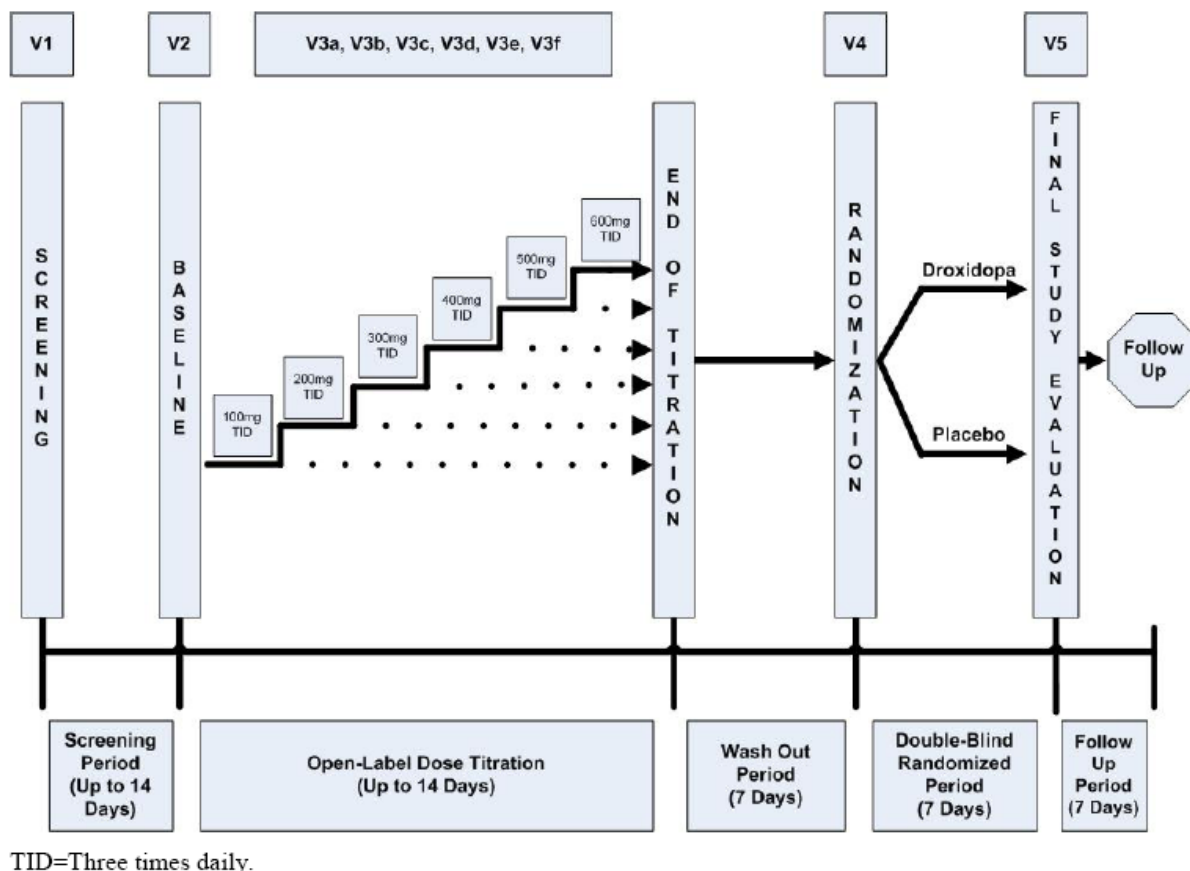 V1
V2
V3a, V3b, V3c, V3d, V3e, V3f
V4
V5
SCREENING
BASELINE
100mg
TID
200mg
TID
300mg
TID
400mg
TID
500mg
TID
600mg
TID
END OF TITRATION
RANDOMIZATION
Droxidopa
Placebo
FINAL STUDY EVALUATION
Follow
Up
Screening
Period
(Up to 14
Days)
Open-Label Dose Titration
(Up to 14 Days)
Wash Out
Period
(7 Days)
Double-Blind
Randomized
Period
(7 Days)
Follow
Up
Period
(7 Days)
TID=Three times daily.